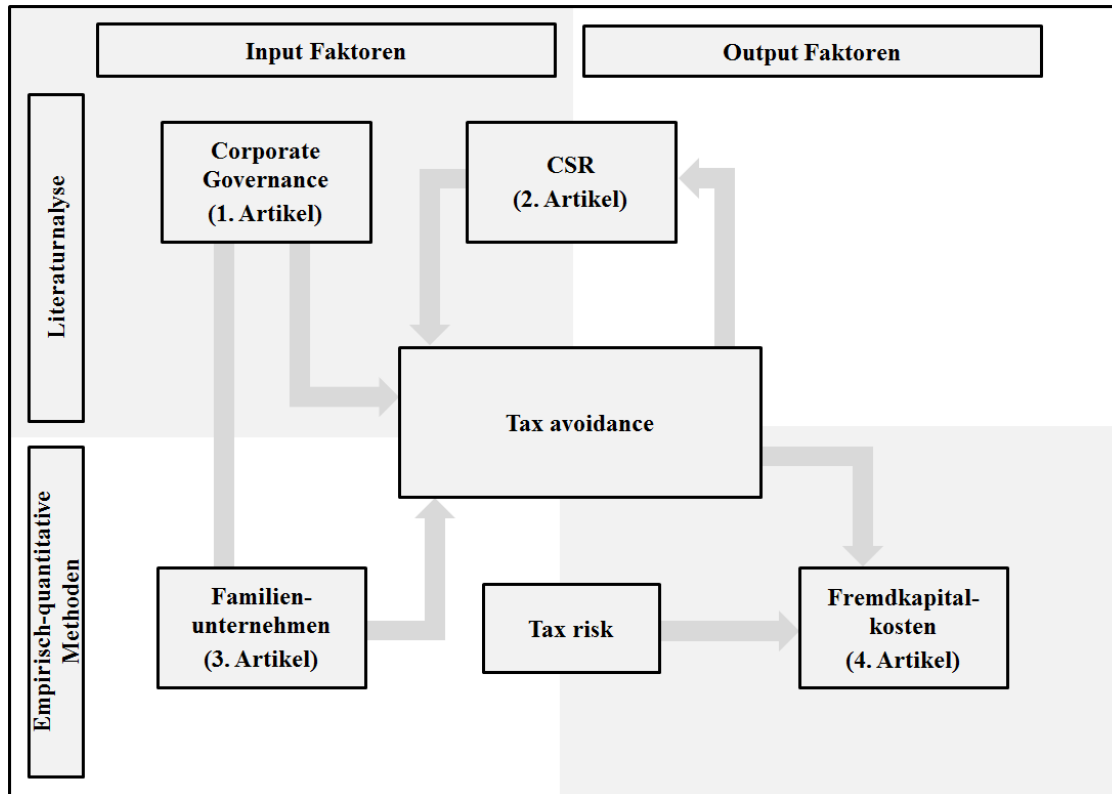 Input Faktoren
Output Faktoren
Literaturnalyse
Corporate
Governance
(1. Artikel)
CSR
(2. Artikel)
Tax avoidance
Empirisch-quantitative
Methoden
Familien-
unternehmen
(3. Artikel)
Tax risk
Fremdkapital-
kosten
(4. Artikel)